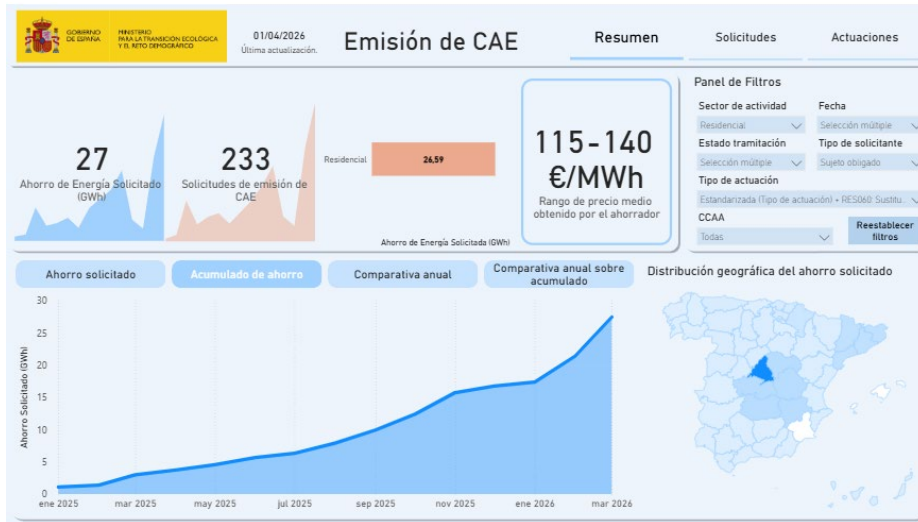 GOBIERNO
DE ESPAÑA
MINISTERIO
PARA LA TRANSICIÓN ECOLÓGICA
Y EL RETO DEMOGRÁFICO
01/04/2026
Última actualización.
Emisión de CAE
Resumen
Solicitudes
Actuaciones
27
Ahorro de Energía Solicitado
(GWh)
233
Solicitudes de emisión de
CAE
Residencial
26,59
Ahorro de Energía Solicitada (GWh)
115-140
€/MWh
Rango de precio medio
obtenido por el ahorrador
Panel de Filtros
Sector de actividad
Fecha
Residencial
Selección múltiple
Estado tramitación
Tipo de solicitante
Selección múltiple
Sujeto obligado
Tipo de actuación
Estandarizada (Tipo de actuación) + RES060: Sustitu...
CCAA
Todas
Reestablecer
filtros
Ahorro solicitado
Acumulado de ahorro
Comparativa anual
Comparativa anual sobre
acumulado
Distribución geográfica del ahorro solicitado
Ahorro Solicitado (GWh)
30
25
20
15
10
5
0
ene 2025
mar 2025
may 2025
jul 2025
sep 2025
nov 2025
ene 2026
mar 2026